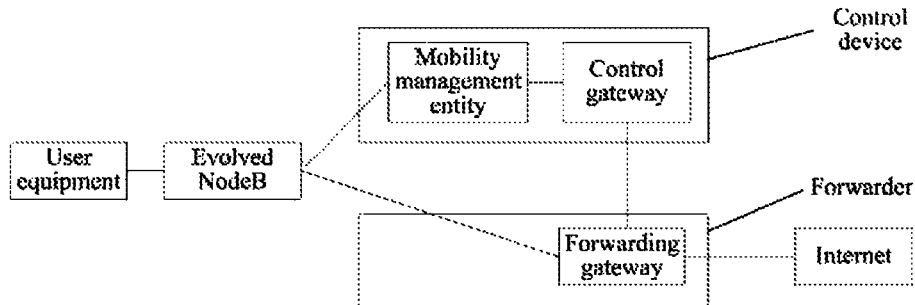 Control
device
Mobility
management
entity
Control
gateway
User
equipment
Evolved
NodeB
Forwarder
Forwarding
gateway
Internet